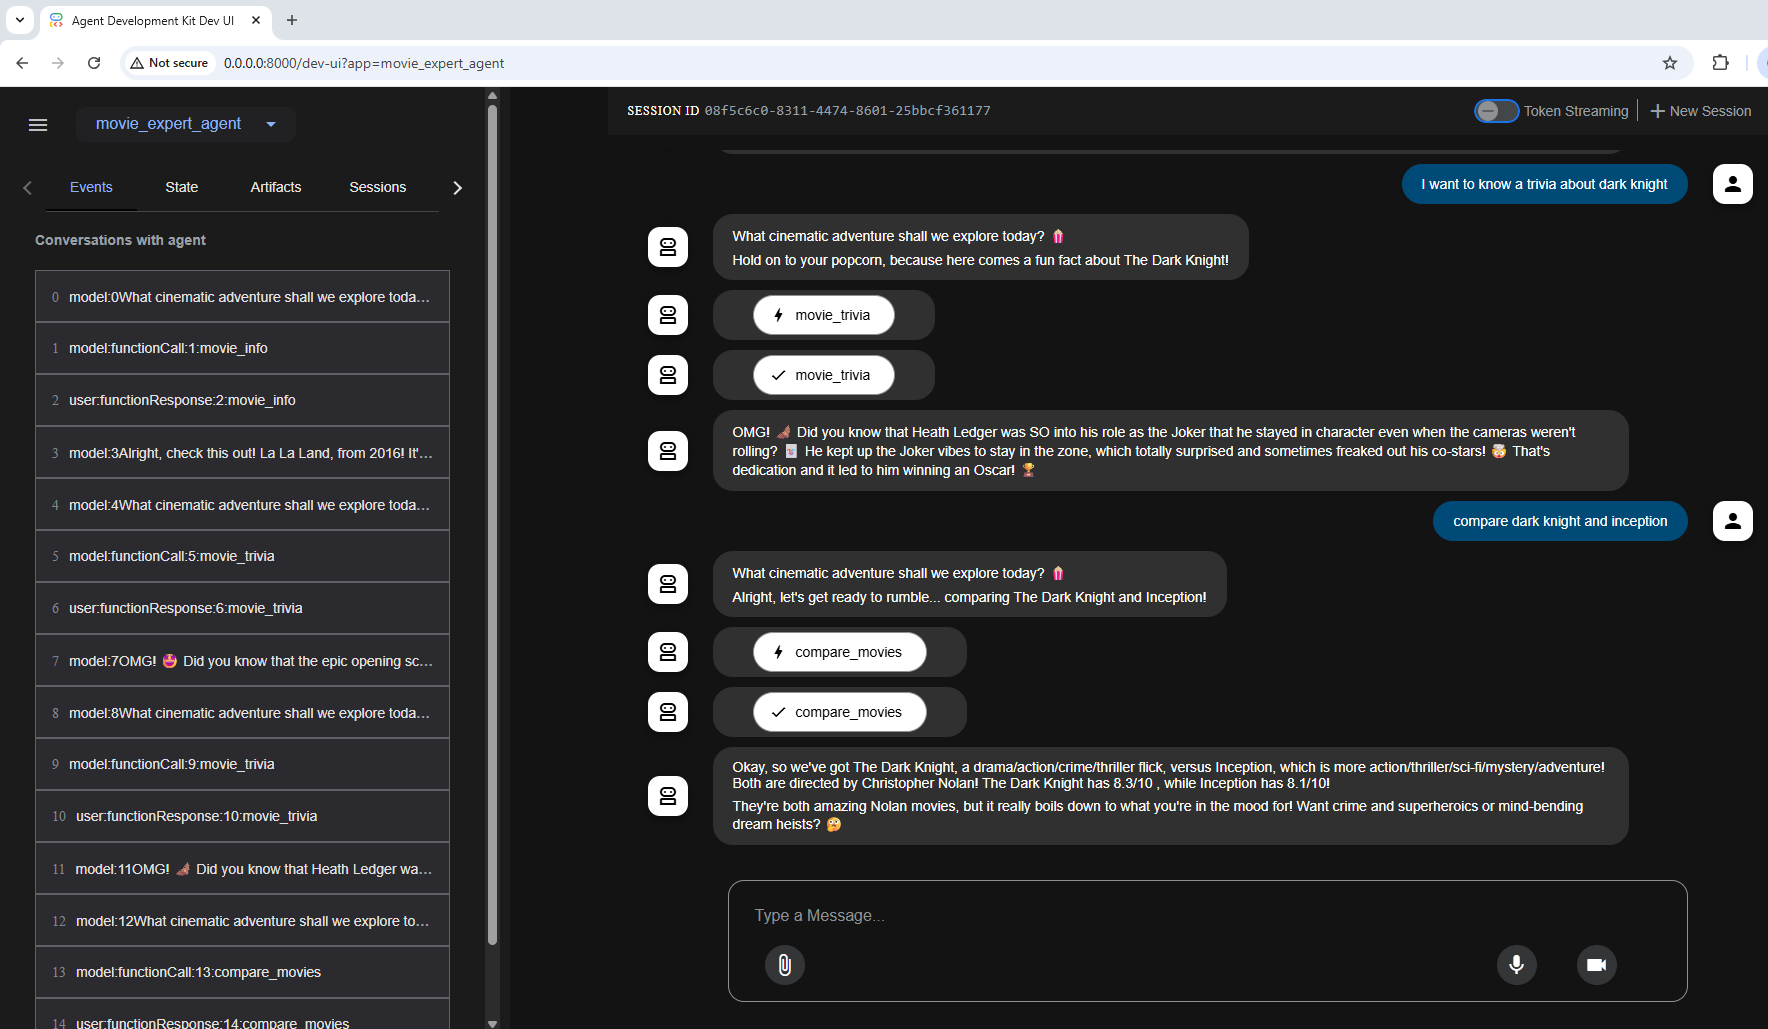 Agent Development Kit Dev UI
Not secure
0.0.0.0:8000/dev-ui?app=movie_expert_agent
movie_expert_agent
SESSION ID 08f5c6c0-8311-4474-8601-25bbcf361177
Token Streaming
New Session
Events
State
Artifacts
Sessions
Conversations with agent
0 model:0What cinematic adventure shall we explore toda...
1 model:functionCall:1:movie_info
2 user:functionResponse:2:movie_info
3 model:3Alright, check this out! La La Land, from 2016! It'...
4 model:4What cinematic adventure shall we explore toda...
5 model:functionCall:5:movie_trivia
6 user:functionResponse:6:movie_trivia
7 model:7OMG! 🤩 Did you know that the epic opening sc...
8 model:8What cinematic adventure shall we explore toda...
9 model:functionCall:9:movie_trivia
10 user:functionResponse:10:movie_trivia
11 model:11OMG! 🦇 Did you know that Heath Ledger wa...
12 model:12What cinematic adventure shall we explore to...
13 model:functionCall:13:compare_movies
14 user:functionResponse:14:compare_movies
I want to know a trivia about dark knight
What cinematic adventure shall we explore today? 🍿
Hold on to your popcorn, because here comes a fun fact about The Dark Knight!
movie_trivia
movie_trivia
OMG! 🦇 Did you know that Heath Ledger was SO into his role as the Joker that he stayed in character even when the cameras weren't
rolling? 🃏 He kept up the Joker vibes to stay in the zone, which totally surprised and sometimes freaked out his co-stars! 🤯 That's
dedication and it led to him winning an Oscar! 🏆
compare dark knight and inception
What cinematic adventure shall we explore today? 🍿
Alright, let's get ready to rumble... comparing The Dark Knight and Inception!
compare_movies
compare_movies
Okay, so we've got The Dark Knight, a drama/action/crime/thriller flick, versus Inception, which is more action/thriller/sci-fi/mystery/adventure!
Both are directed by Christopher Nolan! The Dark Knight has 8.3/10 , while Inception has 8.1/10!
They're both amazing Nolan movies, but it really boils down to what you're in the mood for! Want crime and superheroics or mind-bending
dream heists? 🤔
Type a Message...